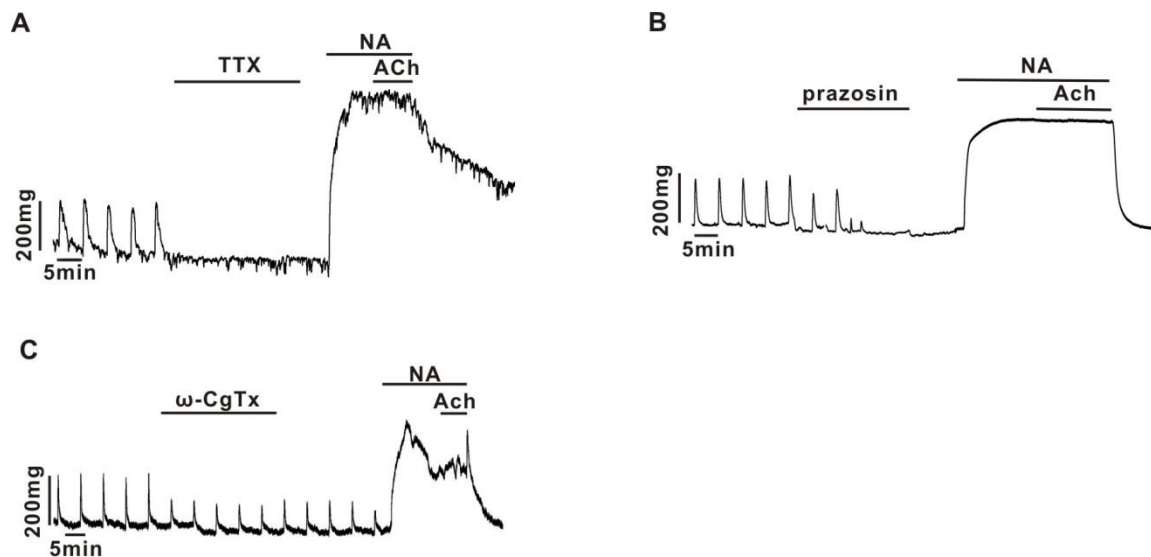 A
NA
TTX
ACh
200mg
5min
B
NA
prazosin
Ach
200mg
5min
C
NA
ω-CgTx
Ach
200mg
5min